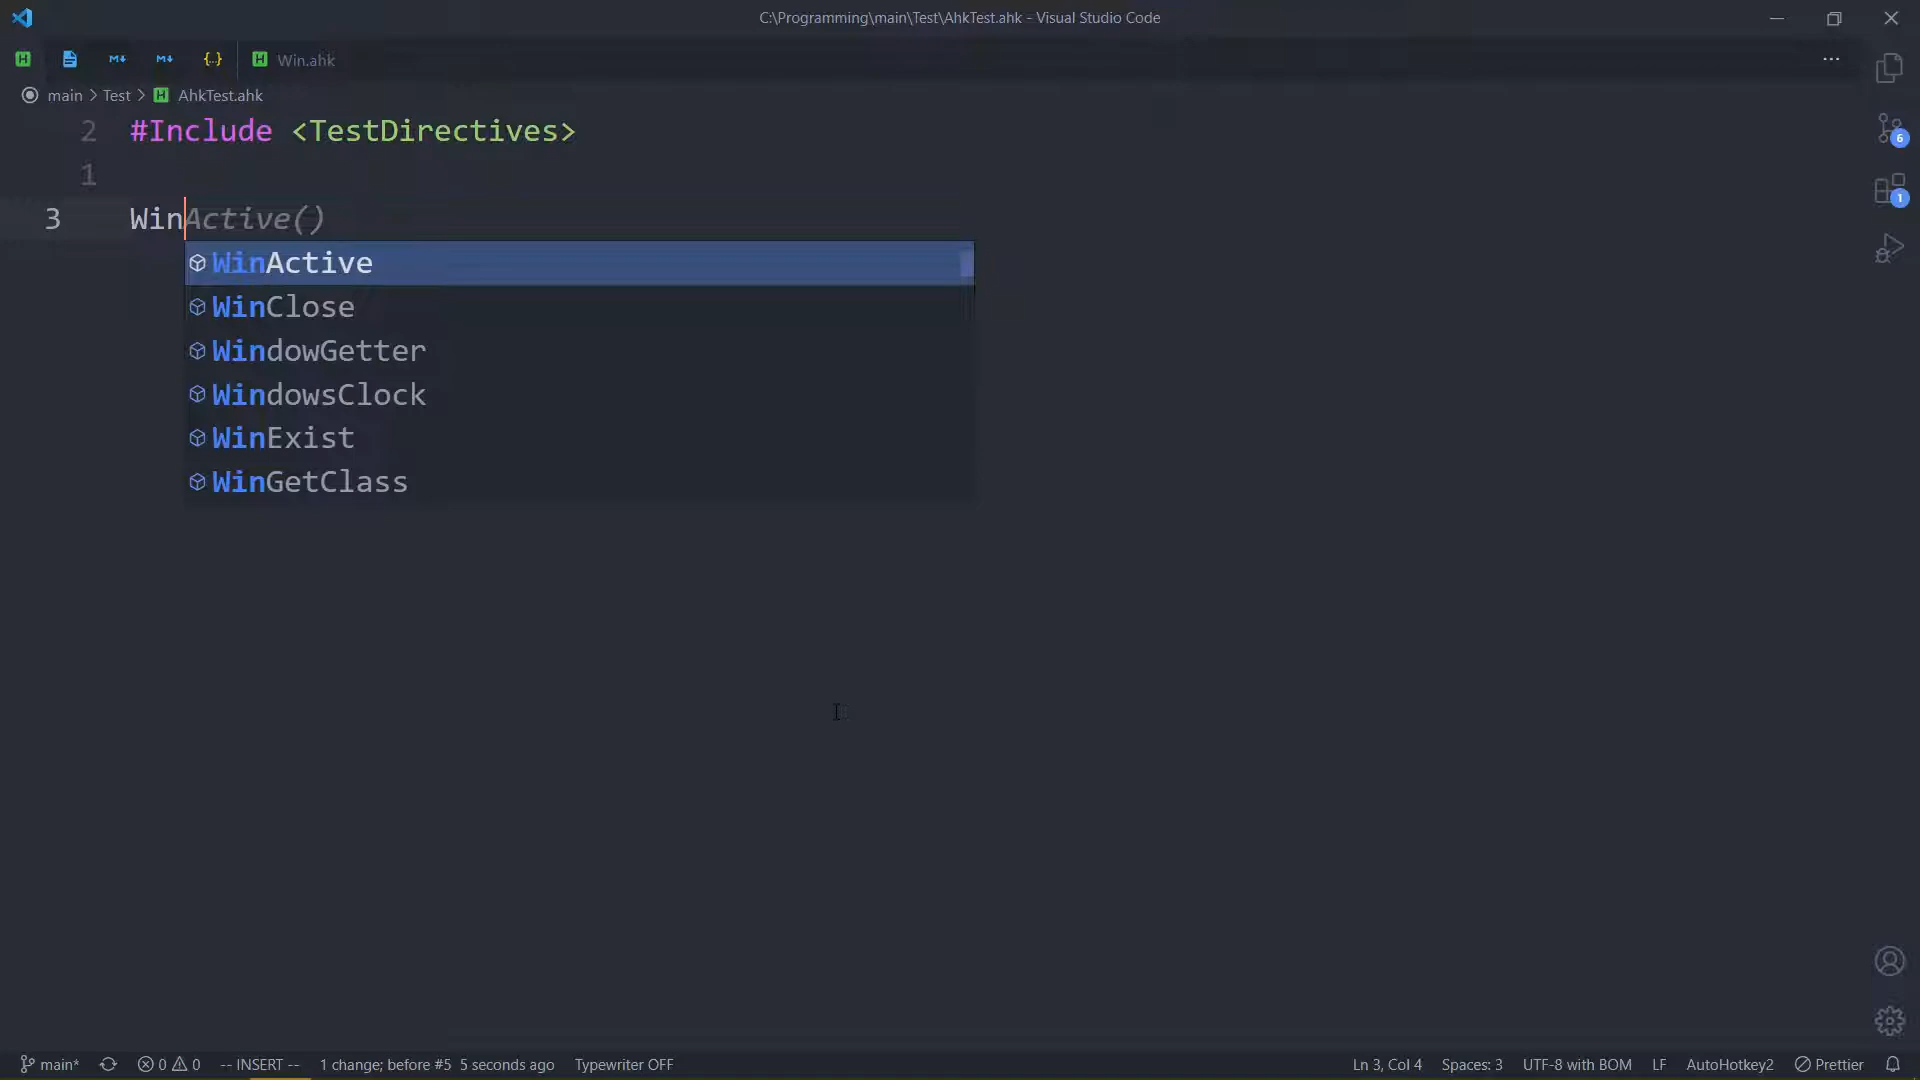 C:\Programming\main\Test\AhkTest.ahk - Visual Studio Code
Win.ahk
main > Test > AhkTest.ahk
2 #Include <TestDirectives>
1
3 WinActive()
WinActive
WinClose
WindowGetter
WindowsClock
WinExist
WinGetClass
6
1
main* 0 0 -- INSERT -- 1 change; before #5 5 seconds ago Typewriter OFF Ln 3, Col 4 Spaces: 3 UTF-8 with BOM LF AutoHotkey2 Prettier